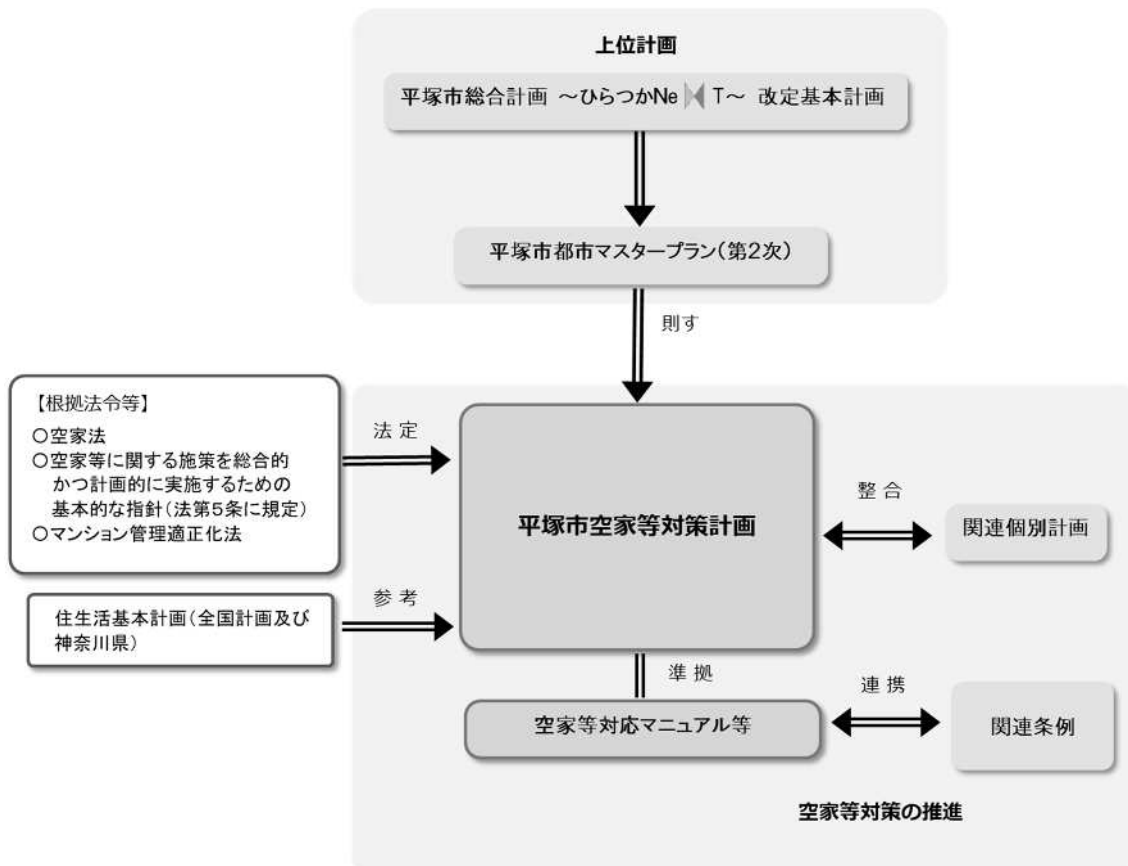 上位計画
平塚市総合計画 ～ひらつかNe T～ 改定基本計画
平塚市都市マスタープラン（第2次）
則す
【根拠法令等】
○空家法
○空家等に関する施策を総合的
かつ計画的に実施するための
基本的な指針（法第5条に規定）
○マンション管理適正化法
法定
平塚市空家等対策計画
整合
関連個別計画
住生活基本計画（全国計画及び
神奈川県）
参考
準拠
空家等対応マニュアル等
連携
関連条例
空家等対策の推進